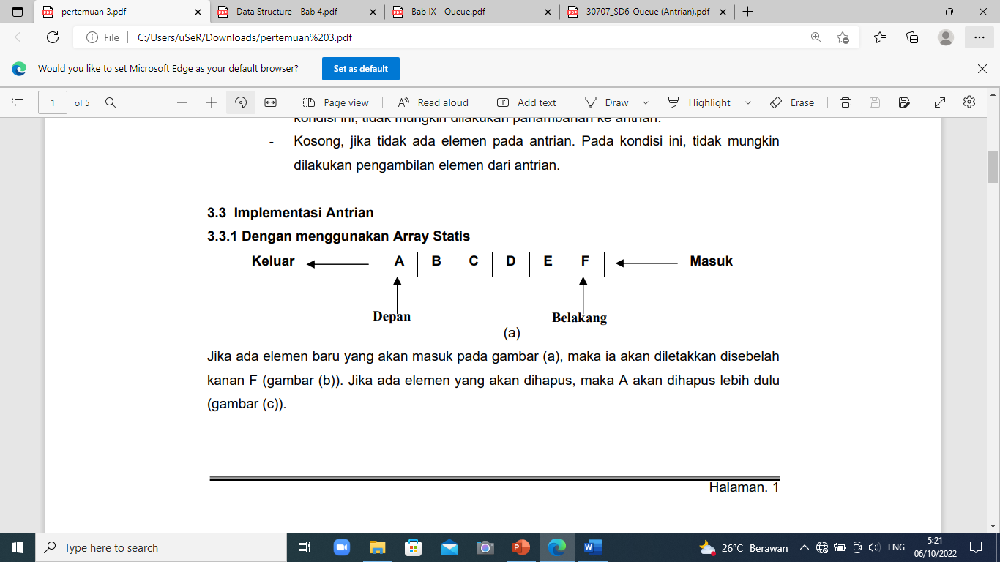 pertemuan 3.pdf
Data Structure - Bab 4.pdf
Bab IX - Queue.pdf
30707_SD6-Queue (Antrian).pdf
File
C:/Users/uSeR/Downloads/pertemuan%203.pdf
Would you like to set Microsoft Edge as your default browser?
Set as default
1 of 5
Page view
Read aloud
Add text
Draw
Highlight
Erase
kondisi ini, tidak mungkin dilakukan panambahan ke antrian.
- Kosong, jika tidak ada elemen pada antrian. Pada kondisi ini, tidak mungkin
dilakukan pengambilan elemen dari antrian.
3.3 Implementasi Antrian
3.3.1 Dengan menggunakan Array Statis
Keluar A B C D E F Masuk
Depan Belakang
(a)
Jika ada elemen baru yang akan masuk pada gambar (a), maka ia akan diletakkan disebelah
kanan F (gambar (b)). Jika ada elemen yang akan dihapus, maka A akan dihapus lebih dulu
(gambar (c)).
Halaman. 1
Type here to search
26°C Berawan
ENG
5:21
06/10/2022